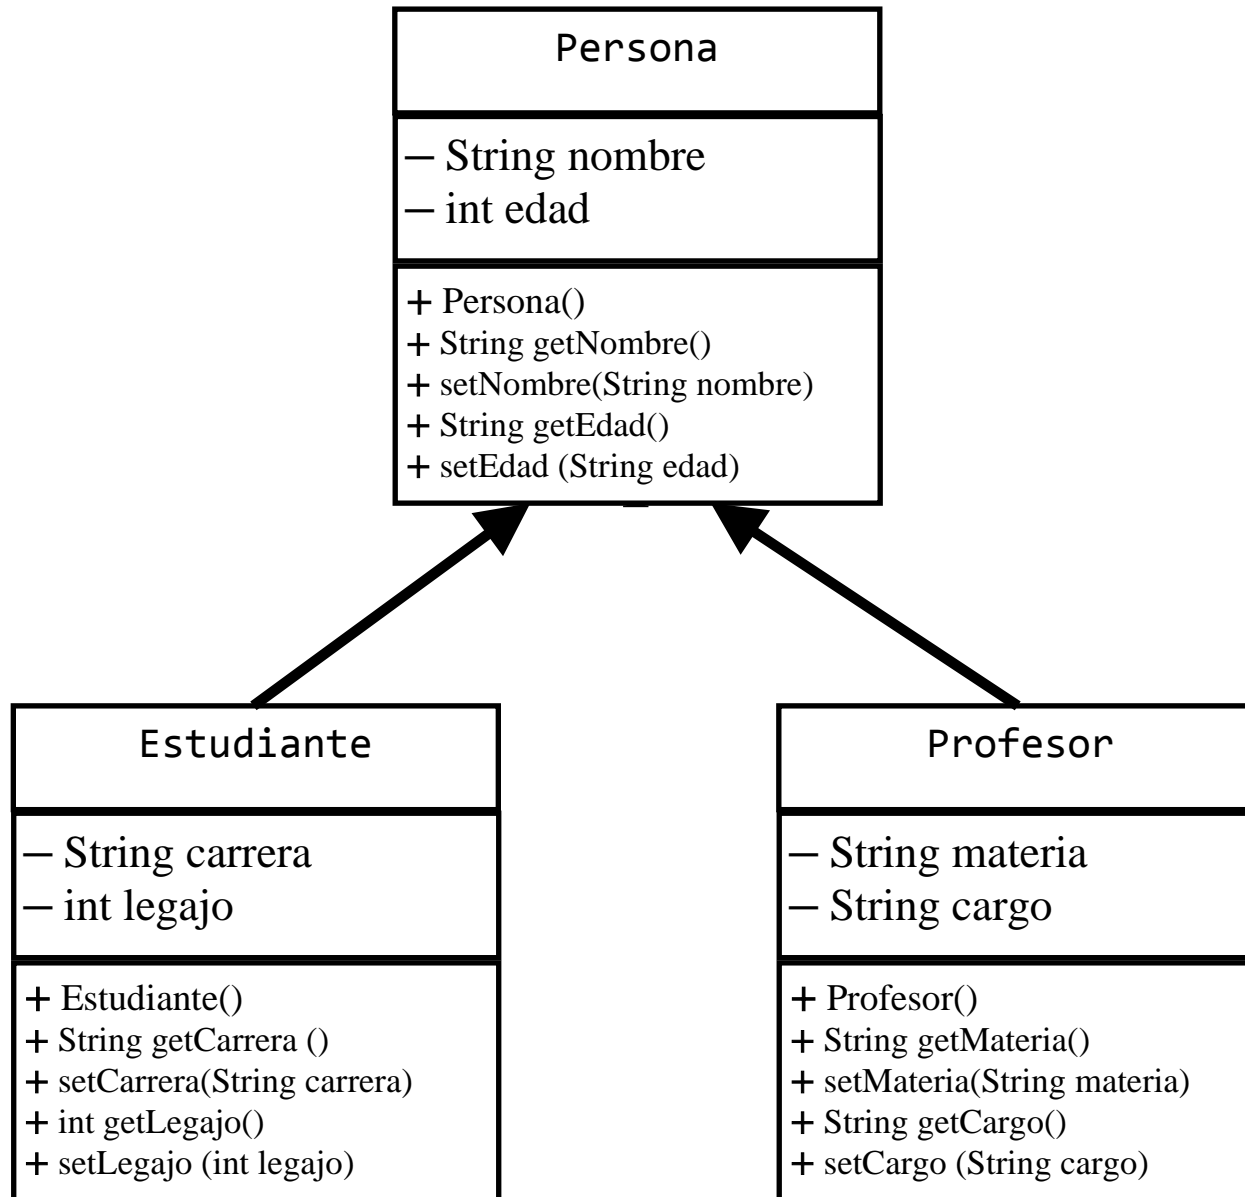 Persona
– String nombre
– int edad
+ Persona()
+ String getNombre()
+ setNombre(String nombre)
+ String getEdad()
+ setEdad (String edad)
Estudiante
– String carrera
– int legajo
+ Estudiante()
+ String getCarrera ()
+ setCarrera(String carrera)
+ int getLegajo()
+ setLegajo (int legajo)
Profesor
– String materia
– String cargo
+ Profesor()
+ String getMateria()
+ setMateria(String materia)
+ String getCargo()
+ setCargo (String cargo)